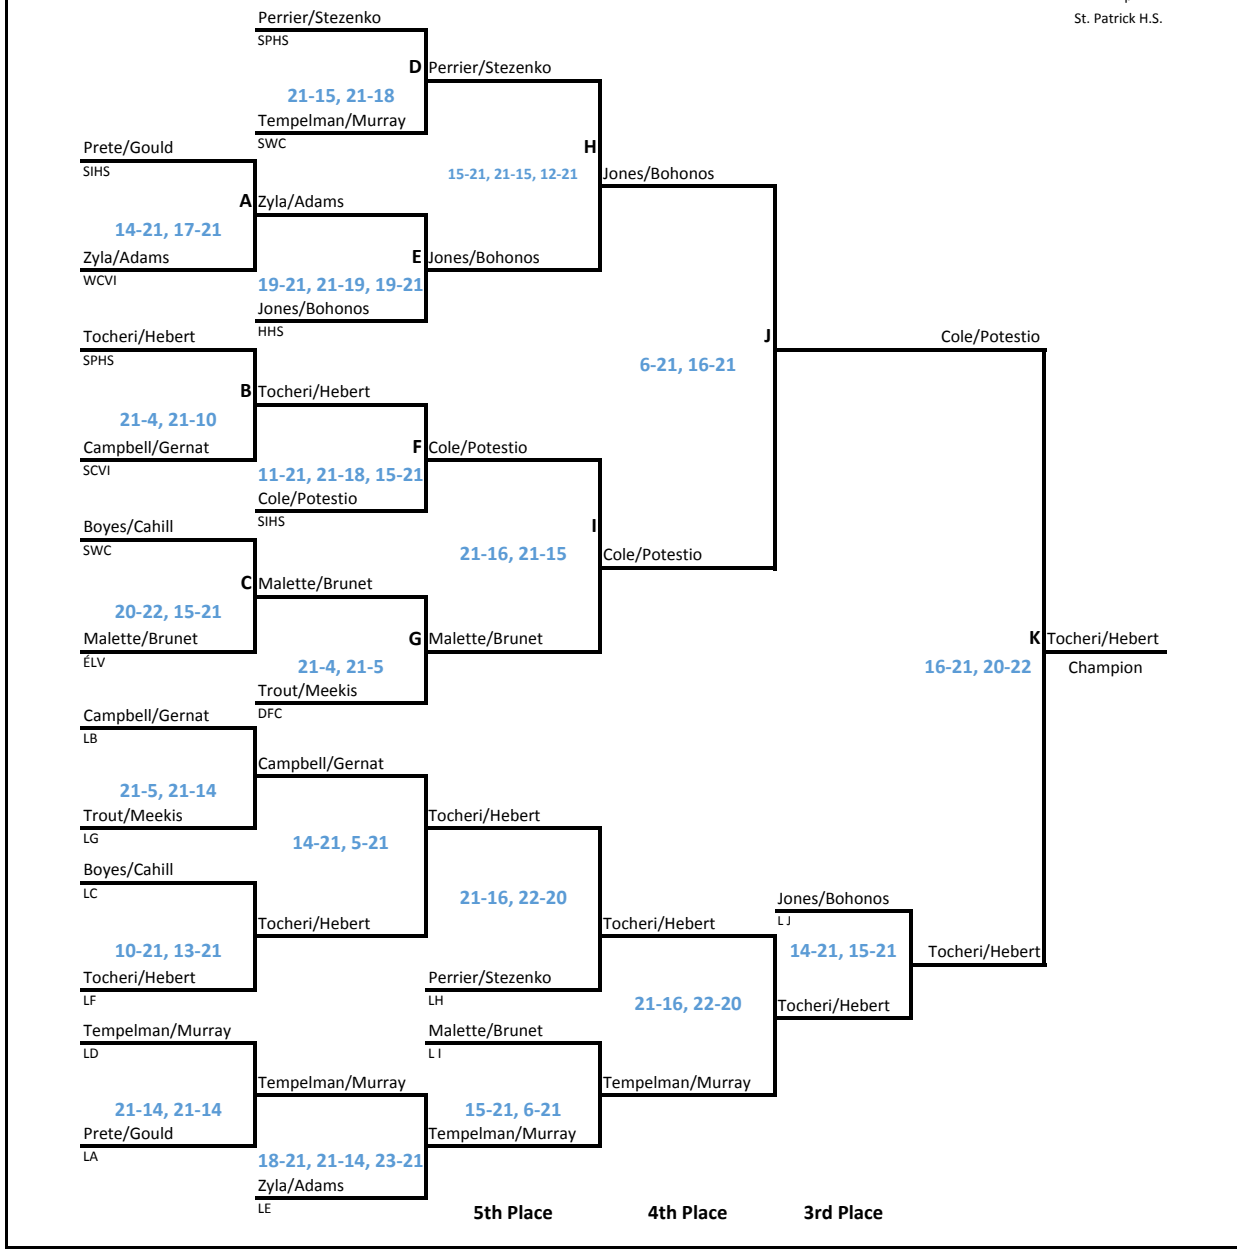 Perrier/Stezenko
St. Patrick H.S.
SPHS
D Perrier/Stezenko
21-15, 21-18
Tempelman/Murray
SWC
Prete/Gould
H
SIHS
15-21, 21-15, 12-21
Jones/Bohonos
A Zyla/Adams
14-21, 17-21
Zyla/Adams
E Jones/Bohonos
WCVI
19-21, 21-19, 19-21
Jones/Bohonos
HHS
Tocheri/Hebert
J
Cole/Potestio
SPHS
6-21, 16-21
B Tocheri/Hebert
21-4, 21-10
Campbell/Gernat
F Cole/Potestio
SCVI
11-21, 21-18, 15-21
Cole/Potestio
SIHS
Boyes/Cahill
I
SWC
21-16, 21-15
Cole/Potestio
C Malette/Brunet
20-22, 15-21
Malette/Brunet
G Malette/Brunet
K Tocheri/Hebert
ÉLV
21-4, 21-5
16-21, 20-22
Champion
Trout/Meekis
DFC
Campbell/Gernat
LB
Campbell/Gernat
21-5, 21-14
Trout/Meekis
Tocheri/Hebert
LG
14-21, 5-21
Boyes/Cahill
LC
21-16, 22-20
Jones/Bohonos
L J
Tocheri/Hebert
Tocheri/Hebert
10-21, 13-21
14-21, 15-21
Tocheri/Hebert
Tocheri/Hebert
Perrier/Stezenko
LF
LH
21-16, 22-20
Tocheri/Hebert
Tempelman/Murray
Malette/Brunet
LD
L I
Tempelman/Murray
Tempelman/Murray
21-14, 21-14
15-21, 6-21
Prete/Gould
Tempelman/Murray
LA
18-21, 21-14, 23-21
Zyla/Adams
LE
5th Place
4th Place
3rd Place